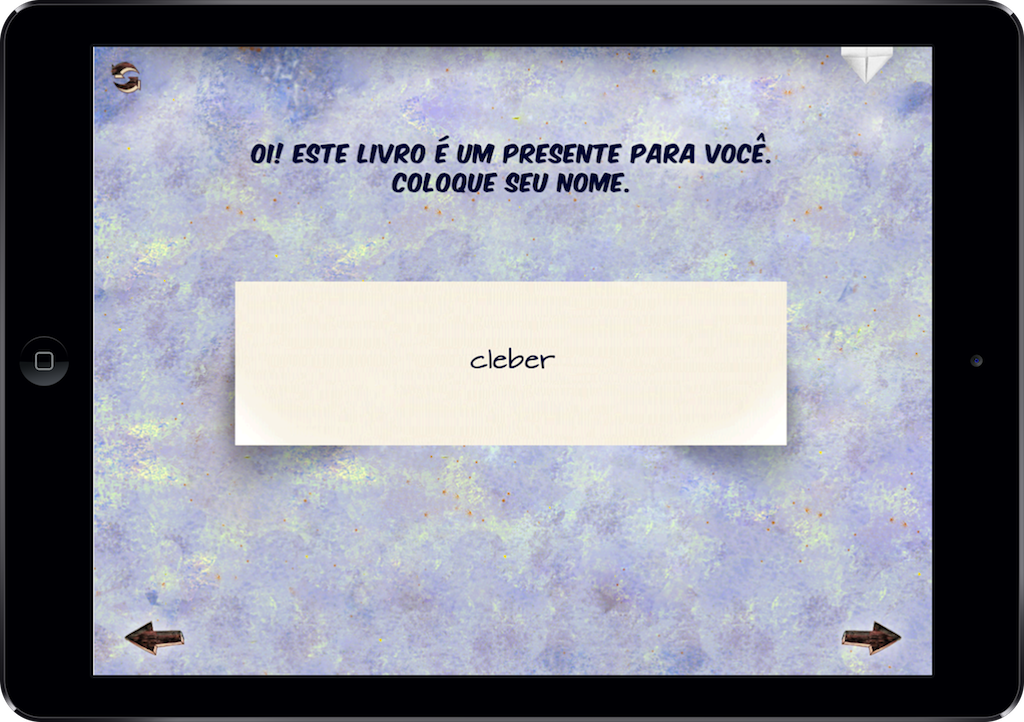 OI! ESTE LIVRO É UM PRESENTE PARA VOCÊ.
COLOQUE SEU NOME.
cleber